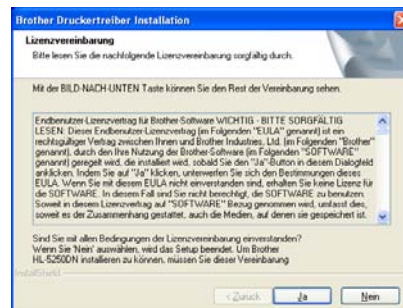 Brother Druckertreiber Installation
Lizenzvereinbarung
Bitte lesen Sie die nachfolgende Lizenzvereinbarung sorgfältig durch.
Mit der BILD-NACH-UNTEN Taste können Sie den Rest der Vereinbarung sehen.
Endbenutzer-Lizenzvertrag für Brother-Software WICHTIG - BITTE SORGFÄLTIG
LESEN: Dieser Endbenutzer-Lizenzvertrag (im Folgenden "EULA" genannt) ist ein
rechtsgültiger Vertrag zwischen Ihnen und Brother Industries, Ltd. (im Folgenden "Brother"
genannt), durch den Ihre Nutzung der Brother-Software (im Folgenden "SOFTWARE"
genannt) geregelt wird, die installiert wird, sobald Sie den "Ja"-Button in diesem Dialogfeld
anklicken. Indem Sie auf "Ja" klicken, unterwerfen Sie sich den Bestimmungen dieses
EULA. Wenn Sie mit diesem EULA nicht einverstanden sind, erhalten Sie keine Lizenz für
die SOFTWARE. In diesem Fall sind Sie nicht berechtigt, die SOFTWARE zu benutzen.
Soweit in diesem Lizenzvertrag auf "SOFTWARE" Bezug genommen wird, umfasst dies,
soweit es der Zusammenhang gestattet, auch die Medien, auf denen sie gespeichert ist.
Sind Sie mit allen Bedingungen der Lizenzvereinbarung einverstanden?
Wenn Sie 'Nein' auswählen, wird das Setup beendet. Um Brother
HL-5250DN installieren zu können, müssen Sie dieser Vereinbarung
InstallShield
< Zurück
Ja
Nein